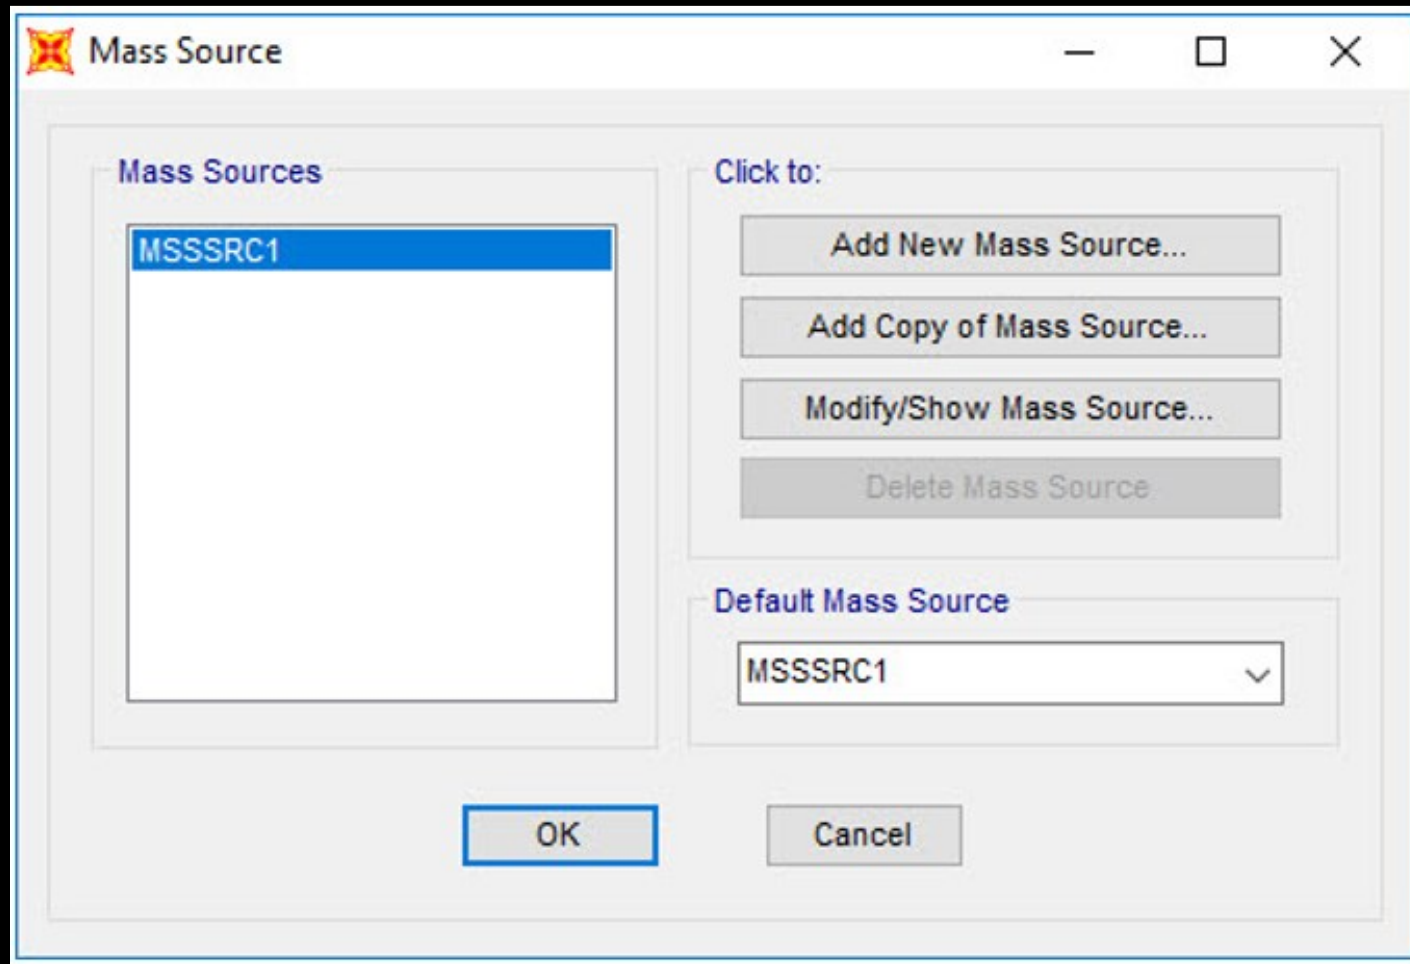 Mass Source
Mass Sources
MSSSRC1
Click to:
Add New Mass Source...
Add Copy of Mass Source...
Modify/Show Mass Source...
Delete Mass Source
Default Mass Source
MSSSRC1
OK
Cancel